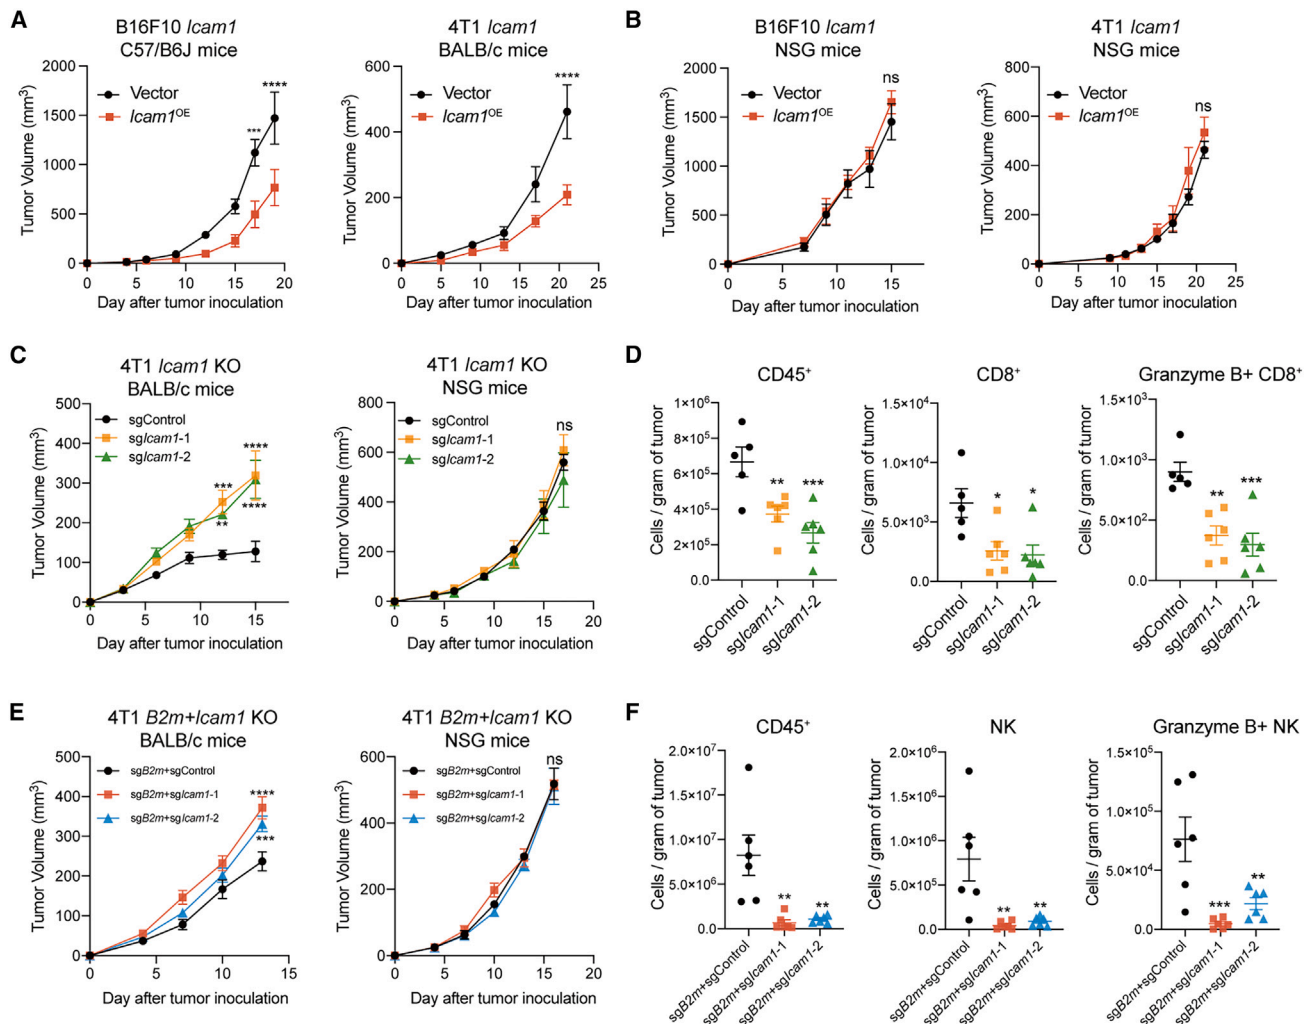 A
B16F10 Icam1
C57/B6J mice
Tumor Volume (mm3)
2000
1500
1000
500
0
Vector
Icam1OE
***
****
0 5 10 15 20
Day after tumor inoculation
4T1 Icam1
BALB/c mice
Tumor Volume (mm3)
600
400
200
0
Vector
Icam1OE
****
0 5 10 15 20 25
Day after tumor inoculation
B
B16F10 Icam1
NSG mice
Tumor Volume (mm3)
2000
1500
1000
500
0
Vector
Icam1OE
ns
0 5 10 15
Day after tumor inoculation
4T1 Icam1
NSG mice
Tumor Volume (mm3)
800
600
400
200
0
Vector
Icam1OE
ns
0 5 10 15 20 25
Day after tumor inoculation
C
4T1 Icam1 KO
BALB/c mice
Tumor Volume (mm3)
500
400
300
200
100
0
sgControl
sgIcam1-1
sgIcam1-2
****
***
**
****
0 5 10 15
Day after tumor inoculation
4T1 Icam1 KO
NSG mice
Tumor Volume (mm3)
800
600
400
200
0
sgControl
sgIcam1-1
sgIcam1-2
ns
0 5 10 15 20
Day after tumor inoculation
D
CD45+
Cells / gram of tumor
1×10⁶
8×10⁵
6×10⁵
4×10⁵
2×10⁵
0
**
***
sgControl
sgIcam1-1
sgIcam1-2
CD8+
Cells / gram of tumor
1.5×10⁴
1.0×10⁴
5.0×10³
0.0
*
*
sgControl
sgIcam1-1
sgIcam1-2
Granzyme B+ CD8+
Cells / gram of tumor
1.5×10³
1.0×10³
5.0×10²
0.0
**
***
sgControl
sgIcam1-1
sgIcam1-2
E
4T1 B2m+Icam1 KO
BALB/c mice
Tumor Volume (mm3)
500
400
300
200
100
0
sgB2m+sgControl
sgB2m+sgIcam1-1
sgB2m+sgIcam1-2
****
***
0 5 10 15
Day after tumor inoculation
4T1 B2m+Icam1 KO
NSG mice
Tumor Volume (mm3)
600
400
200
0
sgB2m+sgControl
sgB2m+sgIcam1-1
sgB2m+sgIcam1-2
ns
0 5 10 15 20
Day after tumor inoculation
F
CD45+
Cells / gram of tumor
2.0×10⁷
1.5×10⁷
1.0×10⁷
5.0×10⁶
0.0
**
**
sgB2m+sgControl
sgB2m+sgIcam1-1
sgB2m+sgIcam1-2
NK
Cells / gram of tumor
2.0×10⁶
1.5×10⁶
1.0×10⁶
5.0×10⁵
0.0
**
**
sgB2m+sgControl
sgB2m+sgIcam1-1
sgB2m+sgIcam1-2
Granzyme B+ NK
Cells / gram of tumor
1.5×10⁵
1.0×10⁵
5.0×10⁴
0.0
***
**
sgB2m+sgControl
sgB2m+sgIcam1-1
sgB2m+sgIcam1-2